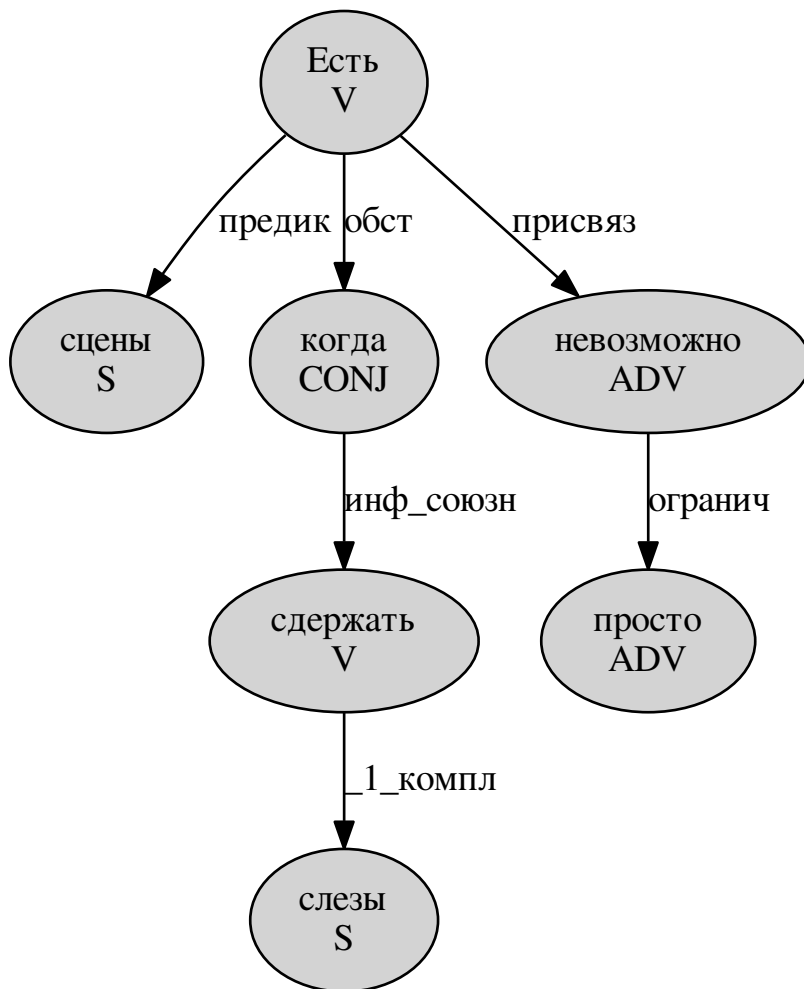 Есть
V
предик
обст
присвяз
сцены
S
когда
CONJ
невозможно
ADV
инф_союзн
огранич
сдержать
V
просто
ADV
_1_компл
слезы
S